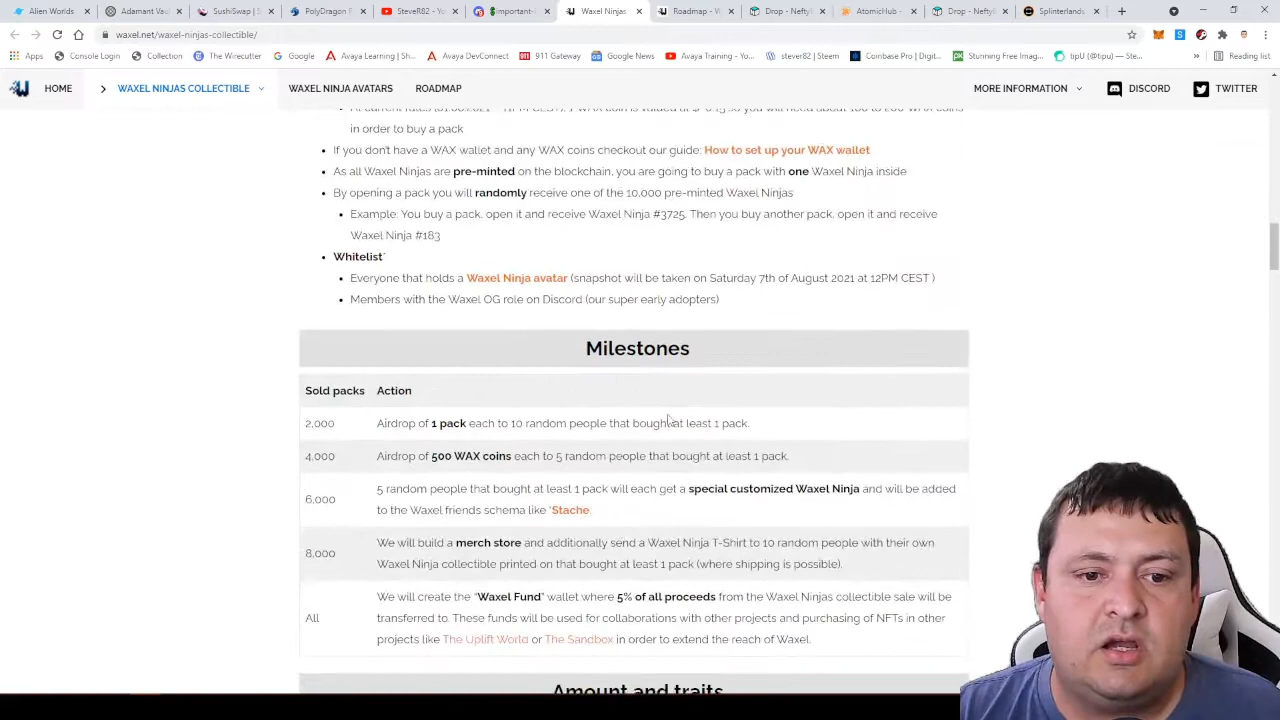 Alien Worlds
Adamant Vau
SushiSwap | S
PolyDragon F
SteveR82 - Yo
important-i
Waxel Ninjas
Roadmap - W
Drop - Nefty
AtomicHub -
Drop - Nefty
Splinterlands
waxel.net/waxel-ninjas-collectible/
Apps Console Login Collection The Wirecutter Google Avaya Learning - S... Avaya DevConnect 911 Gateway Google News Avaya Training - Yo... stever82 | Steem Coinbase Pro | Digit... Stunning Free Imag... tipU (@tipu) — Ste... » Reading list
HOME WAXEL NINJAS COLLECTIBLE WAXEL NINJA AVATARS ROADMAP MORE INFORMATION DISCORD TWITTER
in order to buy a pack
If you don't have a WAX wallet and any WAX coins checkout our guide: How to set up your WAX wallet
As all Waxel Ninjas are pre-minted on the blockchain, you are going to buy a pack with one Waxel Ninja inside
By opening a pack you will randomly receive one of the 10.000 pre-minted Waxel Ninjas
Example: You buy a pack, open it and receive Waxel Ninja #3725. Then you buy another pack, open it and receive
Waxel Ninja #183
Whitelist*
Everyone that holds a Waxel Ninja avatar (snapshot will be taken on Saturday 7th of August 2021 at 12PM CEST )
Members with the Waxel OG role on Discord (our super early adopters)
Milestones
Sold packs Action
2,000 Airdrop of 1 pack each to 10 random people that bought at least 1 pack.
4,000 Airdrop of 500 WAX coins each to 5 random people that bought at least 1 pack.
6,000 5 random people that bought at least 1 pack will each get a special customized Waxel Ninja and will be added
to the Waxel friends schema like 'Stache.
8,000 We will build a merch store and additionally send a Waxel Ninja T-Shirt to 10 random people with their own
Waxel Ninja collectible printed on that bought at least 1 pack (where shipping is possible).
All We will create the "Waxel Fund" wallet where 5% of all proceeds from the Waxel Ninjas collectible sale will be
transferred to. These funds will be used for collaborations with other projects and purchasing of NFTs in other
projects like The Uplift World or The Sandbox in order to extend the reach of Waxel.
Amount and traits